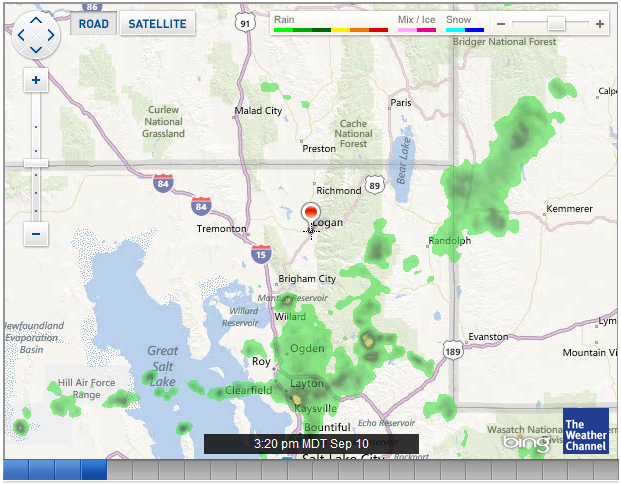 86
ROAD
SATELLITE
91
Rain
Mix / Ice
Snow
Bridger National Forest
Curlew
National
Grassland
Malad City
Paris
Cache
National
Forest
Preston
Bear Lake
84
Richmond
89
84
Logan
Kemmerer
Tremonton
Randolph
15
Brigham City
Mantua Reservoir
Willard
Willard
Reservoir
Newfoundland
Evaporation
Basin
Great
Salt
Lake
Ogden
Evanston
189
Mountain Vi
Roy
Hill Air Force
Range
Layton
Clearfield
Kaysville
Bountiful
Echo Reservoir
Wasatch National
3:20 pm MDT Sep 10
Salt Lake City
Rockport
bing
The
Weather
Channel